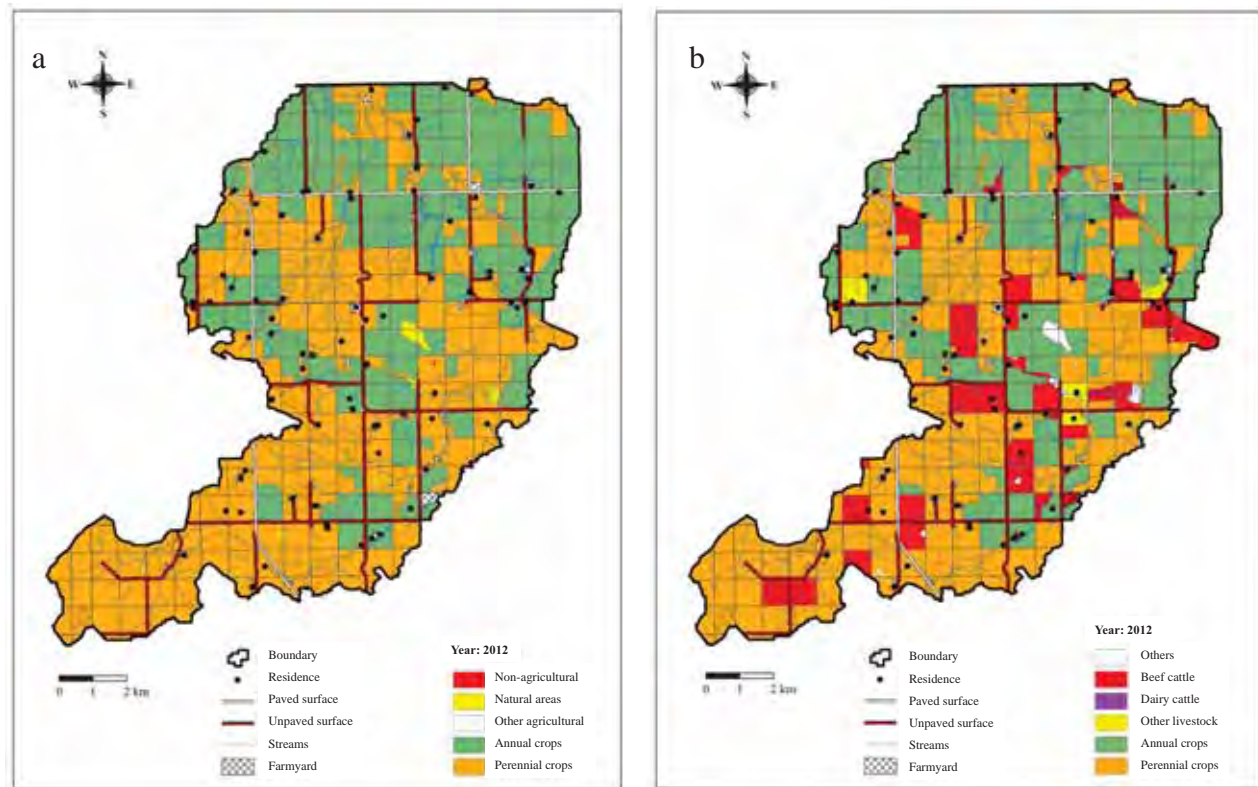 a
N
W E
S
0 1 2 km
Boundary
Residence
Paved surface
Unpaved surface
Streams
Farmyard
Year: 2012
Non-agricultural
Natural areas
Other agricultural
Annual crops
Perennial crops
b
N
W E
S
0 1 2 km
Boundary
Residence
Paved surface
Unpaved surface
Streams
Farmyard
Year: 2012
Others
Beef cattle
Dairy cattle
Other livestock
Annual crops
Perennial crops